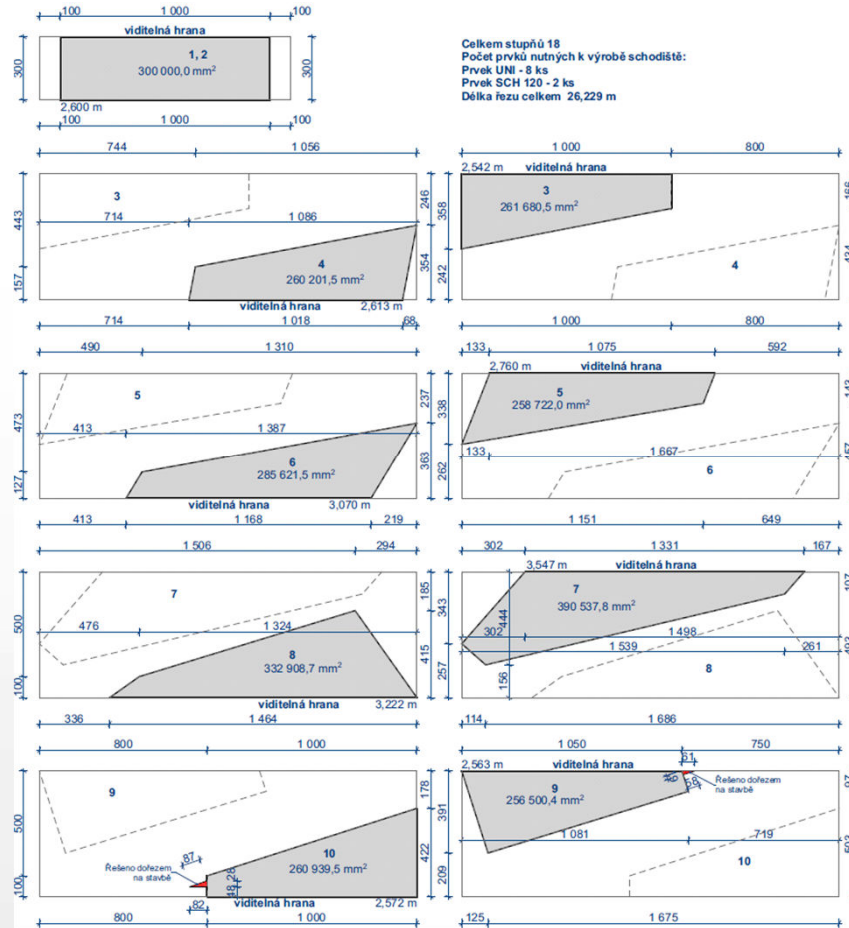 100
1 000
100
viditelná hrana
300
1, 2
300 000,0 mm²
300
2,600 m
100
1 000
100
Celkem stupňů 18
Počet prvků nutných k výrobě schodiště:
Prvek UNI - 8 ks
Prvek SCH 120 - 2 ks
Délka řezu celkem 26,229 m
744
1 056
3
443
157
714
1 086
246
354
4
260 201,5 mm²
viditelná hrana
2,613 m
714
1 018
68
1 000
800
2,542 m
viditelná hrana
3
261 680,5 mm²
358
242
4
1 000
800
490
1 310
5
473
127
413
1 387
237
363
6
285 621,5 mm²
viditelná hrana
3,070 m
413
1 168
219
133
1 075
592
2,760 m
viditelná hrana
5
258 722,0 mm²
338
262
133
1 667
6
1 151
649
1 506
294
7
500
100
476
1 324
185
415
8
332 908,7 mm²
viditelná hrana
3,222 m
336
1 464
302
1 331
167
3,547 m
viditelná hrana
7
390 537,8 mm²
343
257
444
156
302
1 498
1 539
261
8
114
1 686
800
1 000
9
500
100
178
422
10
260 939,5 mm²
87
Řešeno dořezem
na stavbě
82
viditelná hrana
2,572 m
800
1 000
1 050
750
61
2,563 m
viditelná hrana
9
256 500,4 mm²
58
Řešeno dořezem
na stavbě
391
209
1 081
719
10
125
1 675